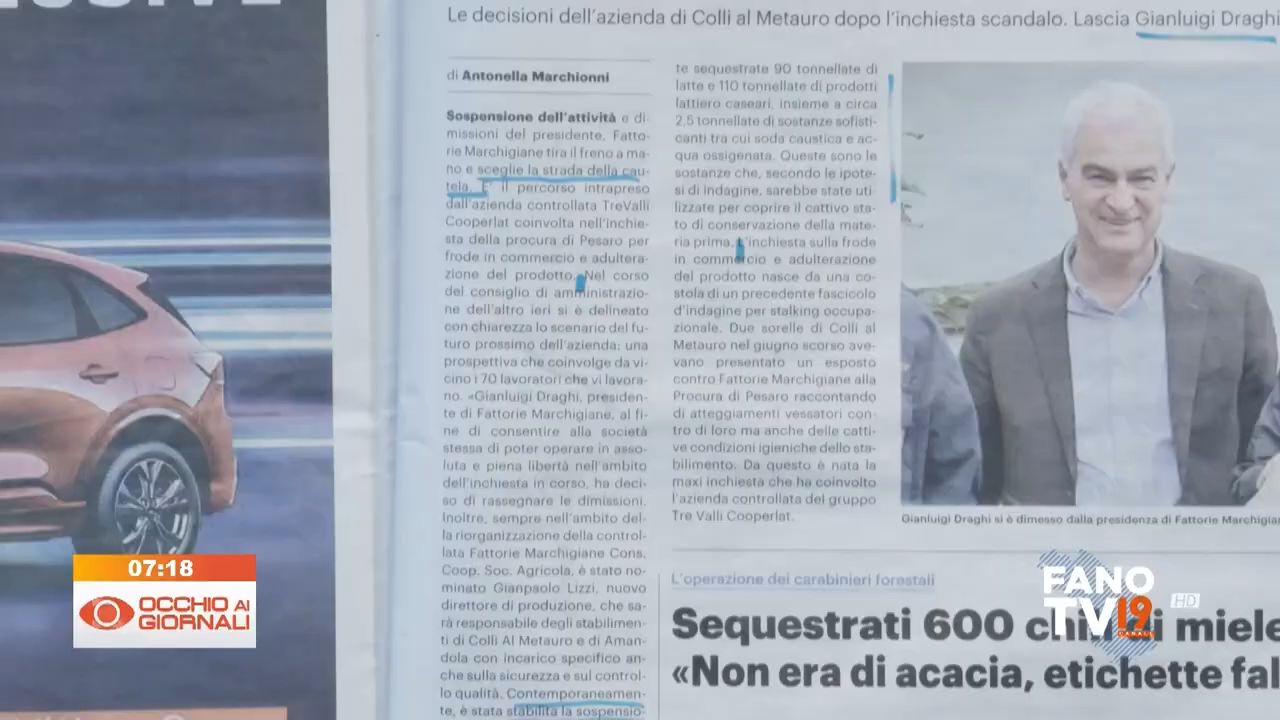 Le decisioni dell'azienda di Colli al Metauro dopo l'inchiesta scandalo. Lascia Gianluigi Draghi
di Antonella Marchionni
Sospensione dell'attività e di-
missioni del presidente. Fatto-
rie Marchigiane tira il freno a ma-
no e sceglie la strada della cau-
tela. E' il percorso intrapreso
dall'azienda controllata TreValli
Cooperlat coinvolta nell'inchie-
sta della procura di Pesaro per
frode in commercio e adultera-
zione del prodotto. Nel corso
del consiglio di amministrazio-
ne dell'altro ieri si è delineato
con chiarezza lo scenario del fu-
turo prossimo dell'azienda: una
prospettiva che coinvolge da vi-
cino i 70 lavoratori che vi lavora-
no. «Gianluigi Draghi, presiden-
te di Fattorie Marchigiane, al fi-
ne di consentire alla società
stessa di poter operare in asso-
luta e piena libertà nell'ambito
dell'inchiesta in corso, ha deci-
so di rassegnare le dimissioni.
Inoltre, sempre nell'ambito del-
la riorganizzazione della control-
lata Fattorie Marchigiane Cons.
Coop. Soc. Agricola, è stato no-
minato Gianpaolo Lizzi, nuovo
direttore di produzione, che sa-
rà responsabile degli stabilimen-
ti di Colli Al Metauro e di Aman-
dola con incarico specifico an-
che sulla sicurezza e sul control-
lo qualità. Contemporaneamen-
te, è stata stabilita la sospensio-
te sequestrate 90 tonnellate di
latte e 110 tonnellate di prodotti
lattiero caseari, insieme a circa
2,5 tonnellate di sostanze sofisti-
canti tra cui soda caustica e ac-
qua ossigenata. Queste sono le
sostanze che, secondo le ipote-
si di indagine, sarebbe state uti-
lizzate per coprire il cattivo sta-
to di conservazione della mate-
ria prima. L'inchiesta sulla frode
in commercio e adulterazione
del prodotto nasce da una co-
stola di un precedente fascicolo
d'indagine per stalking occupa-
zionale. Due sorelle di Colli al
Metauro nel giugno scorso ave-
vano presentato un esposto
contro Fattorie Marchigiane alla
Procura di Pesaro raccontando
di atteggiamenti vessatori con-
tro di loro ma anche delle catti-
ve condizioni igieniche dello sta-
bilimento. Da questo è nata la
maxi inchiesta che ha coinvolto
l'azienda controllata del gruppo
Tre Valli Cooperlat.
Gianluigi Draghi si è dimesso dalla presidenza di Fattorie Marchigia
L'operazione dei carabinieri forestali
Sequestrati 600 chili di miele
«Non era di acacia, etichette fal
07:18
OCCHIO AI
GIORNALI
FANO
TV 19 HD
CANALE